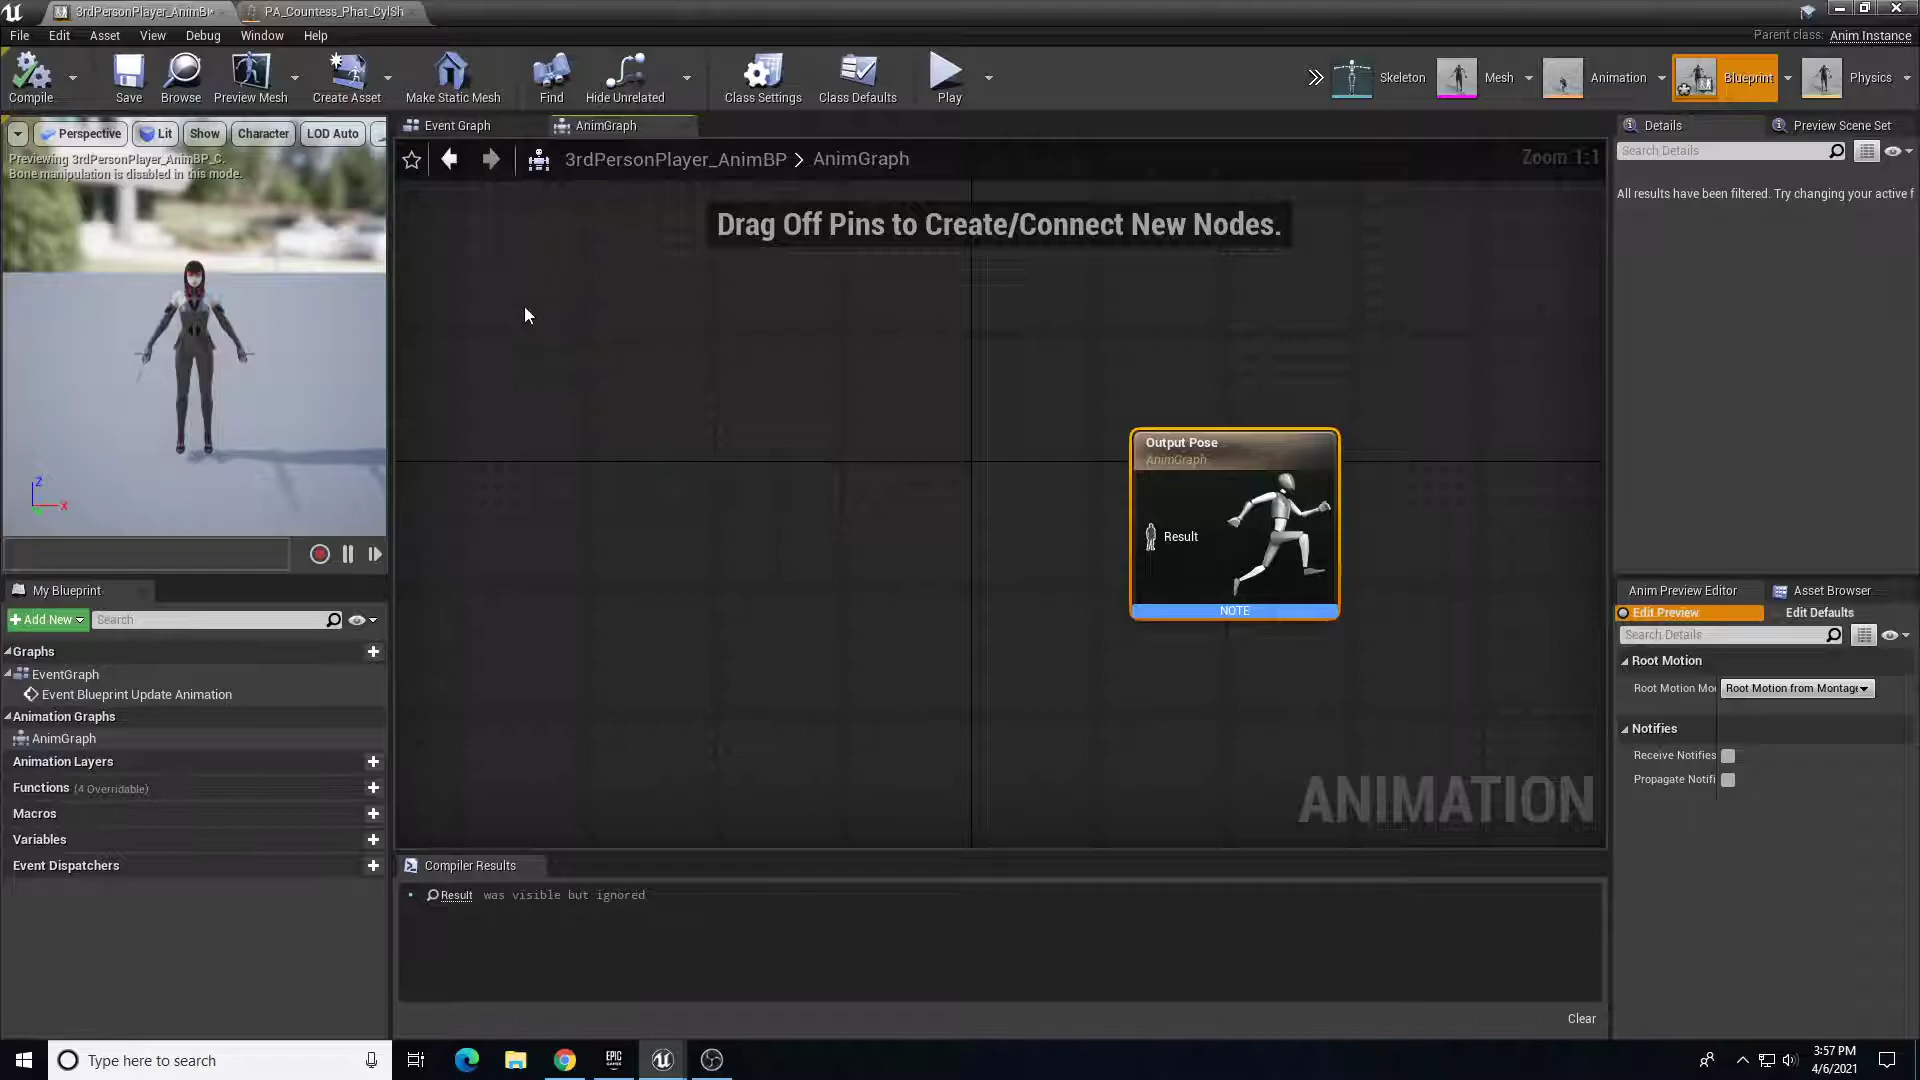 3rdPersonPlayer_AnimBP*
PA_Countess_Phat_CylSh
File Edit Asset View Debug Window Help
Parent class: Anim Instance
Compile
Save
Browse
Preview Mesh
Create Asset
Make Static Mesh
Find
Hide Unrelated
Class Settings
Class Defaults
Play
Skeleton
Mesh
Animation
Blueprint
Physics
Perspective
Lit
Show
Character
LOD Auto
Previewing 3rdPersonPlayer_AnimBP_C.
Bone manipulation is disabled in this mode.
Z
X
Event Graph
AnimGraph
3rdPersonPlayer_AnimBP > AnimGraph
Zoom 1:1
Drag Off Pins to Create/Connect New Nodes.
Output Pose
AnimGraph
Result
NOTE
ANIMATION
Details
Preview Scene Set
Search Details
All results have been filtered. Try changing your active f
My Blueprint
Add New
Search
Graphs
EventGraph
Event Blueprint Update Animation
Animation Graphs
AnimGraph
Animation Layers
Functions (4 Overridable)
Macros
Variables
Event Dispatchers
Compiler Results
Result was visible but ignored
Clear
Anim Preview Editor
Asset Browser
Edit Preview
Edit Defaults
Search Details
Root Motion
Root Motion Mo
Root Motion from Montage
Notifies
Receive Notifies
Propagate Notifi
Type here to search
EPIC
GAMES
3:57 PM
4/6/2021